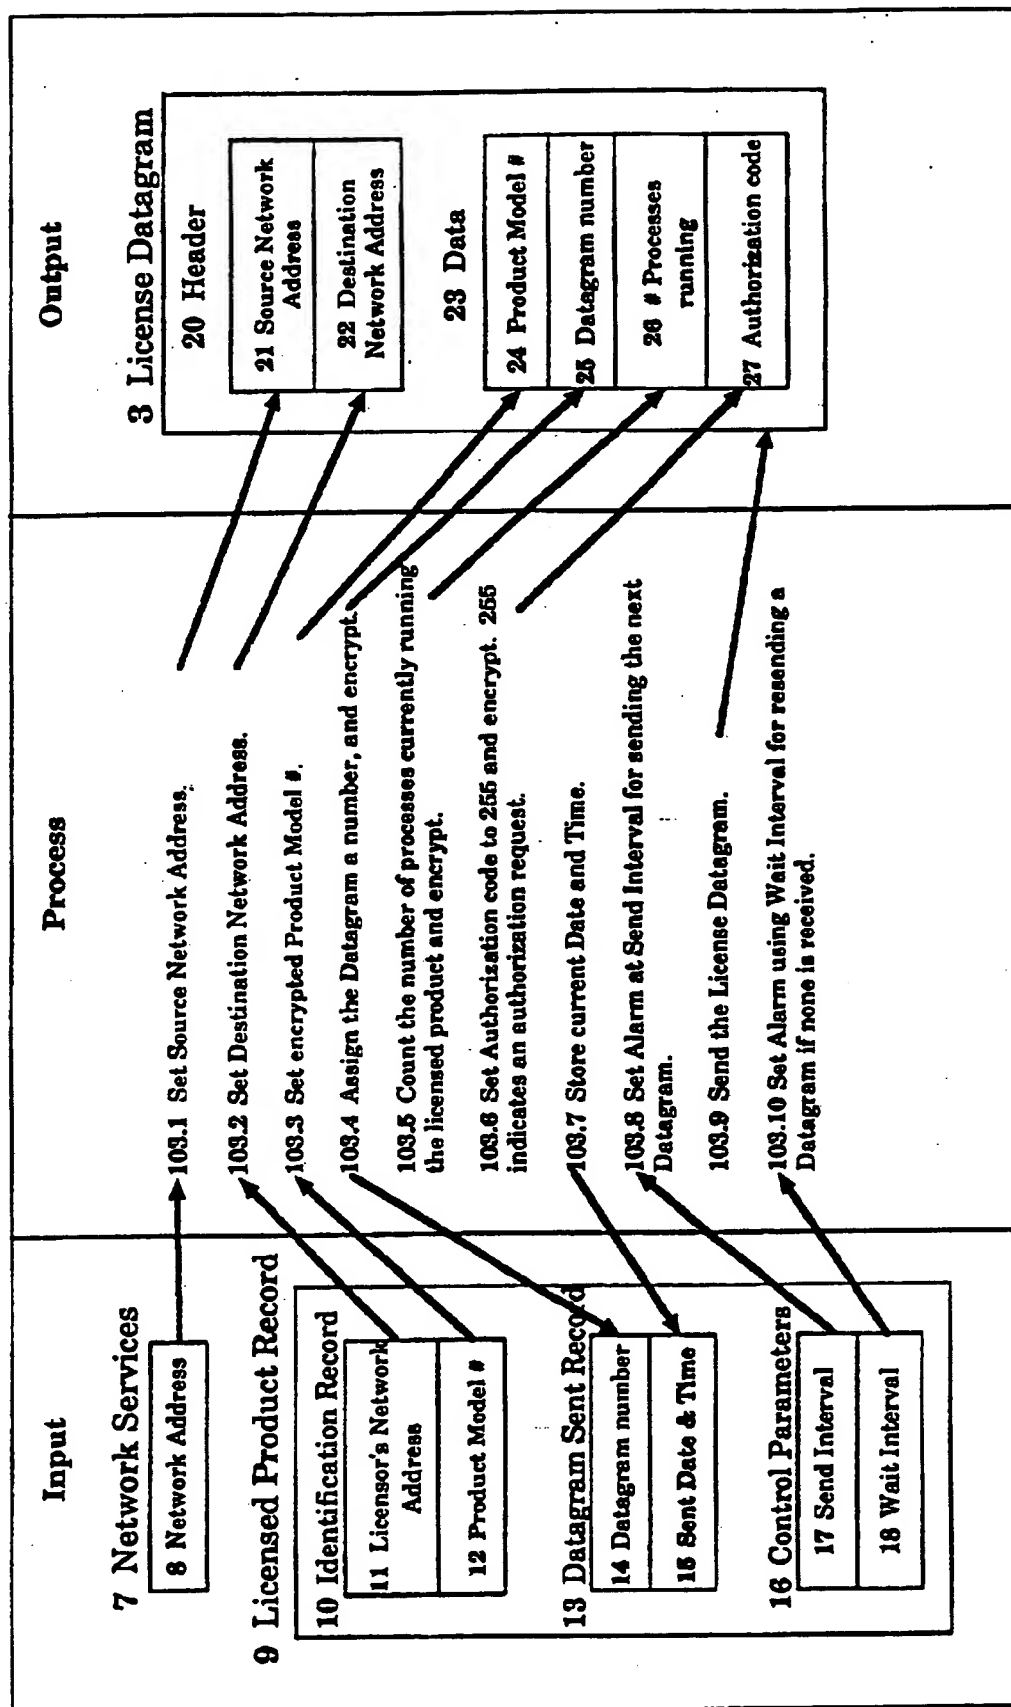 Input
Process
Output
7 Network Services
8 Network Address
9 Licensed Product Record
10 Identification Record
11 Licensor's Network
Address
12 Product Model #
13 Datagram Sent Record
14 Datagram number
15 Sent Date & Time
16 Control Parameters
17 Send Interval
18 Wait Interval
103.1 Set Source Network Address.
103.2 Set Destination Network Address.
103.3 Set encrypted Product Model #.
103.4 Assign the Datagram a number, and encrypt.
103.5 Count the number of processes currently running
the licensed product and encrypt.
103.6 Set Authorization code to 255 and encrypt. 255
indicates an authorization request.
103.7 Store current Date and Time.
103.8 Set Alarm at Send Interval for sending the next
Datagram.
103.9 Send the License Datagram.
103.10 Set Alarm using Wait Interval for resending a
Datagram if none is received.
3 License Datagram
20 Header
21 Source Network
Address
22 Destination
Network Address
23 Data
24 Product Model #
25 Datagram number
26 # Processes
running
27 Authorization code